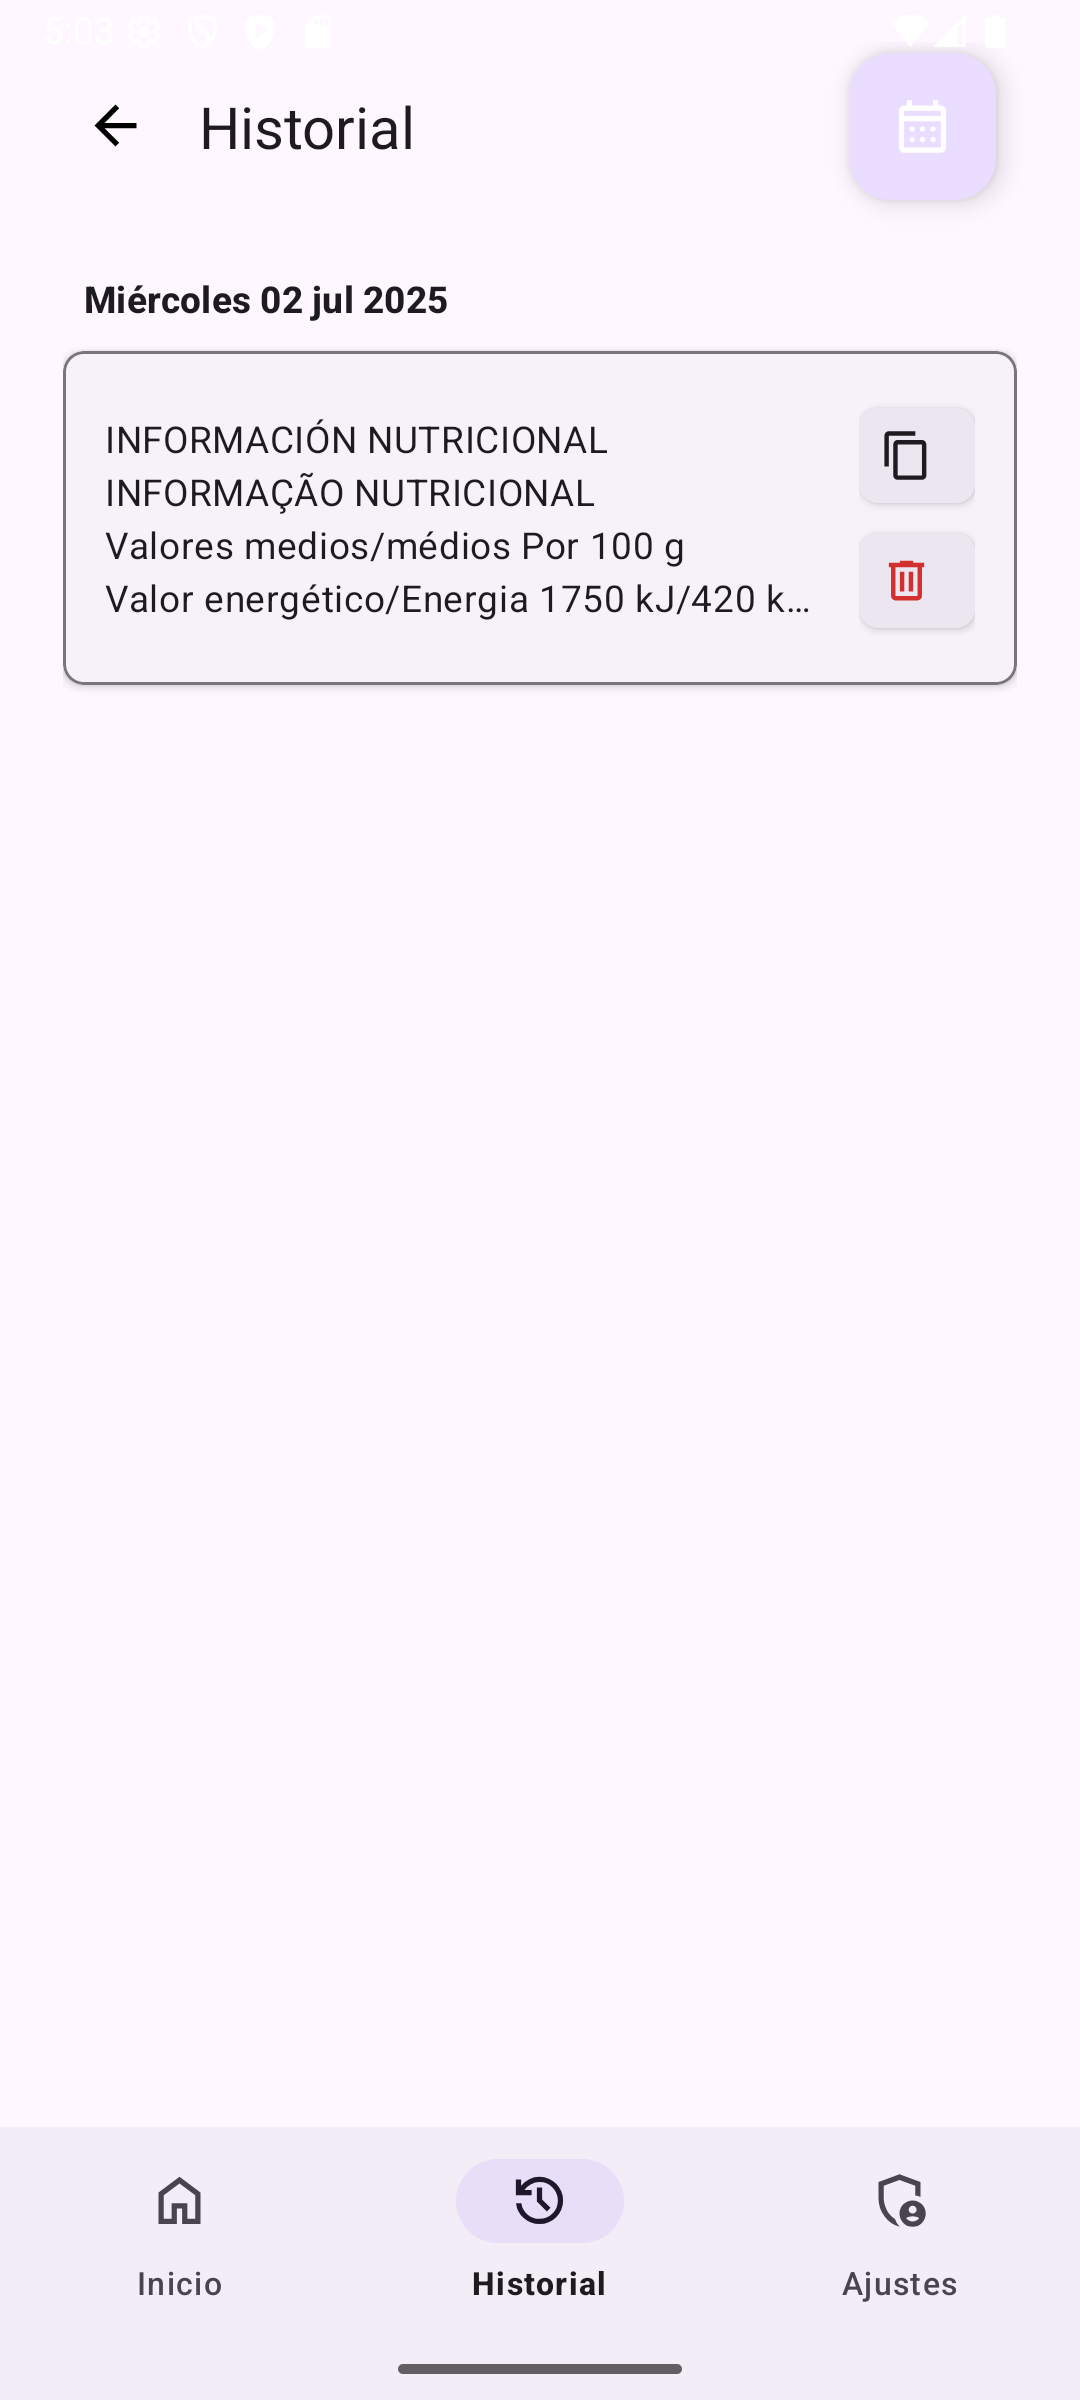 5:03
Historial
Miércoles 02 jul 2025
INFORMACIÓN NUTRICIONAL
INFORMAÇÃO NUTRICIONAL
Valores medios/médios Por 100 g
Valor energético/Energia 1750 kJ/420 k…
Inicio
Historial
Ajustes